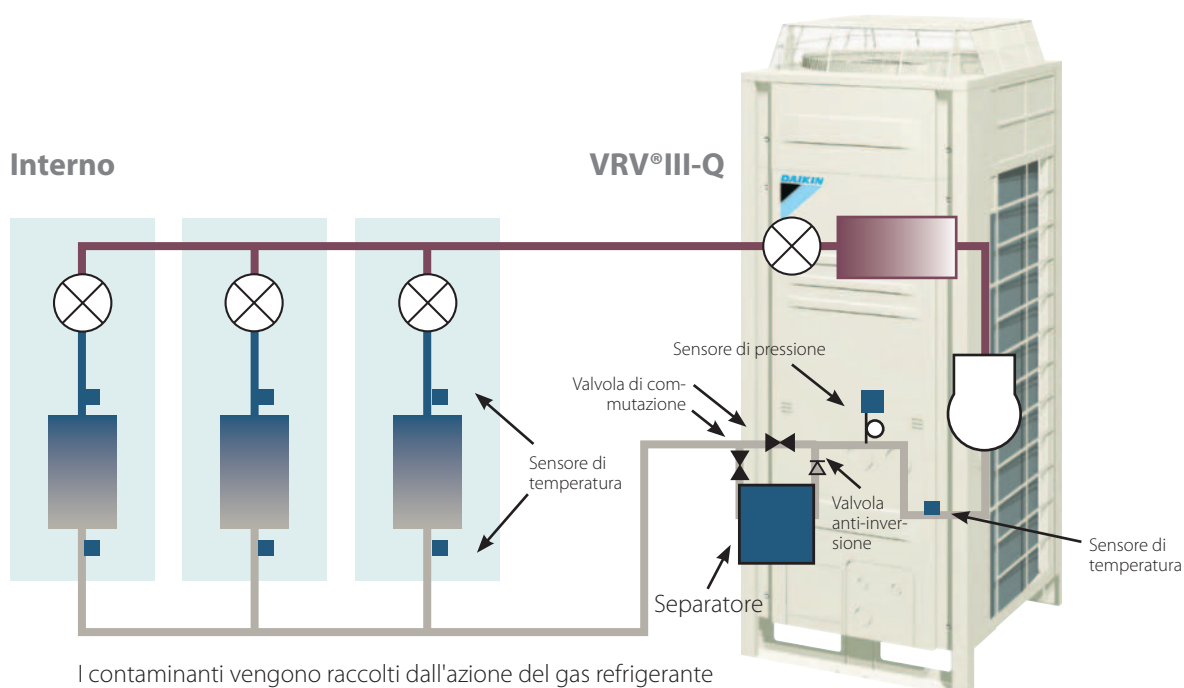 Interno
VRV®III-Q
DAIKIN
Sensore di pressione
Valvola di com-
mutazione
Sensore di
temperatura
Valvola
anti-inver-
sione
Sensore di
temperatura
Separatore
I contaminanti vengono raccolti dall'azione del gas refrigerante